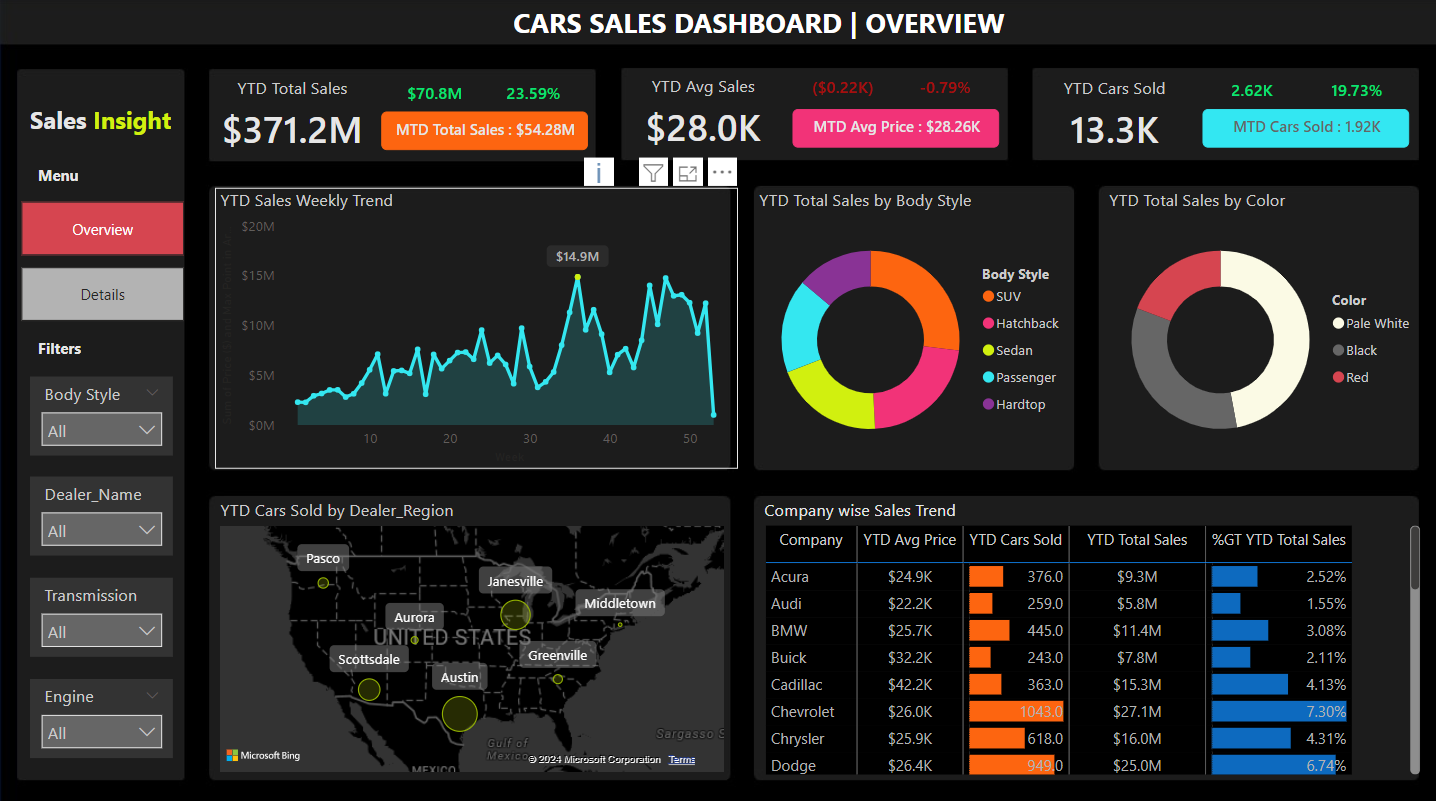 CARS SALES DASHBOARD | OVERVIEW
Sales Insight
Menu
Overview
Details
Filters
Body Style
All
Dealer_Name
All
Transmission
All
Engine
All
YTD Total Sales
$70.8M 23.59%
$371.2M
MTD Total Sales : $54.28M
YTD Avg Sales
($0.22K) -0.79%
$28.0K
MTD Avg Price : $28.26K
YTD Cars Sold
2.62K 19.73%
13.3K
MTD Cars Sold : 1.92K
YTD Sales Weekly Trend
$20M
$15M
$10M
$5M
$0M
$14.9M
10 20 30 40 50
Week
YTD Total Sales by Body Style
Body Style
SUV
Hatchback
Sedan
Passenger
Hardtop
YTD Total Sales by Color
Color
Pale White
Black
Red
YTD Cars Sold by Dealer_Region
Pasco
Janesville
Middletown
Aurora
UNITED STATES
Scottsdale
Greenville
Austin
Gulf of
Mexico
Sargasso S
MEXICO
Microsoft Bing
© 2024 Microsoft Corporation Terms
Company wise Sales Trend
Company YTD Avg Price YTD Cars Sold YTD Total Sales %GT YTD Total Sales
Acura $24.9K 376.0 $9.3M 2.52%
Audi $22.2K 259.0 $5.8M 1.55%
BMW $25.7K 445.0 $11.4M 3.08%
Buick $32.2K 243.0 $7.8M 2.11%
Cadillac $42.2K 363.0 $15.3M 4.13%
Chevrolet $26.0K 1043.0 $27.1M 7.30%
Chrysler $25.9K 618.0 $16.0M 4.31%
Dodge $26.4K 949.0 $25.0M 6.74%